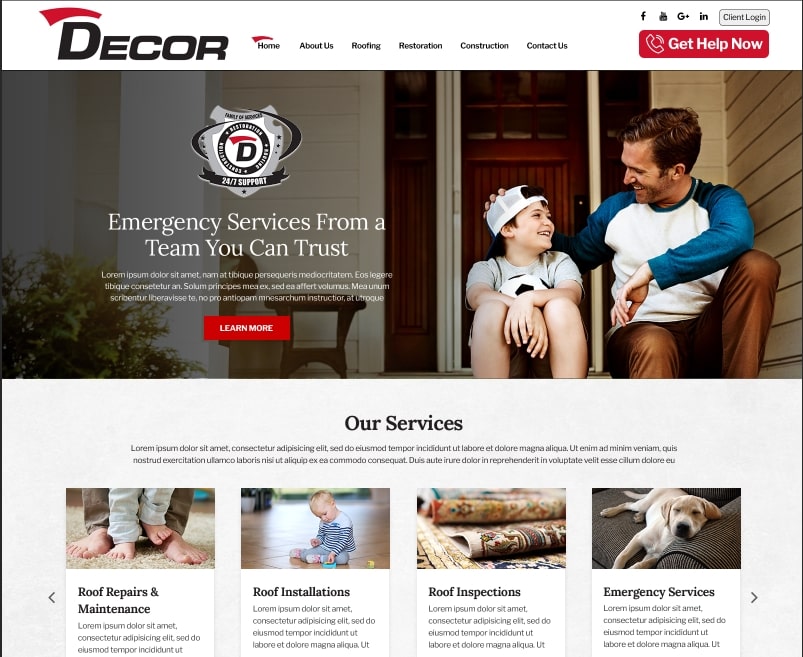 DECOR
Home About Us Roofing Restoration Construction Contact Us
Client Login
Get Help Now
FAMILY OF SERVICES
RESTORATION
ROOFING
CONSTRUCTION
D
24/7 SUPPORT
Emergency Services From a
Team You Can Trust
Lorem ipsum dolor sit amet, nam at tibique persequeris mediocritatem. Eos legere
tibique consetetur an. Solum principes mea ex, sed ea affert volumus. Mea unum
scribentur liberavisse te, no pro antiopam mnesarchum instructior, at utroque
LEARN MORE
Our Services
Lorem ipsum dolor sit amet, consectetur adipisicing elit, sed do eiusmod tempor incididunt ut labore et dolore magna aliqua. Ut enim ad minim veniam, quis
nostrud exercitation ullamco laboris nisi ut aliquip ex ea commodo consequat. Duis aute irure dolor in reprehenderit in voluptate velit esse cillum dolore eu
Roof Repairs &
Maintenance
Lorem ipsum dolor sit amet,
consectetur adipisicing elit, sed do
eiusmod tempor incididunt ut
Roof Installations
Lorem ipsum dolor sit amet,
consectetur adipisicing elit, sed do
eiusmod tempor incididunt ut
labore et dolore magna aliqua. Ut
Roof Inspections
Lorem ipsum dolor sit amet,
consectetur adipisicing elit, sed do
eiusmod tempor incididunt ut
labore et dolore magna aliqua. Ut
Emergency Services
Lorem ipsum dolor sit amet,
consectetur adipisicing elit, sed do
eiusmod tempor incididunt ut
labore et dolore magna aliqua. Ut